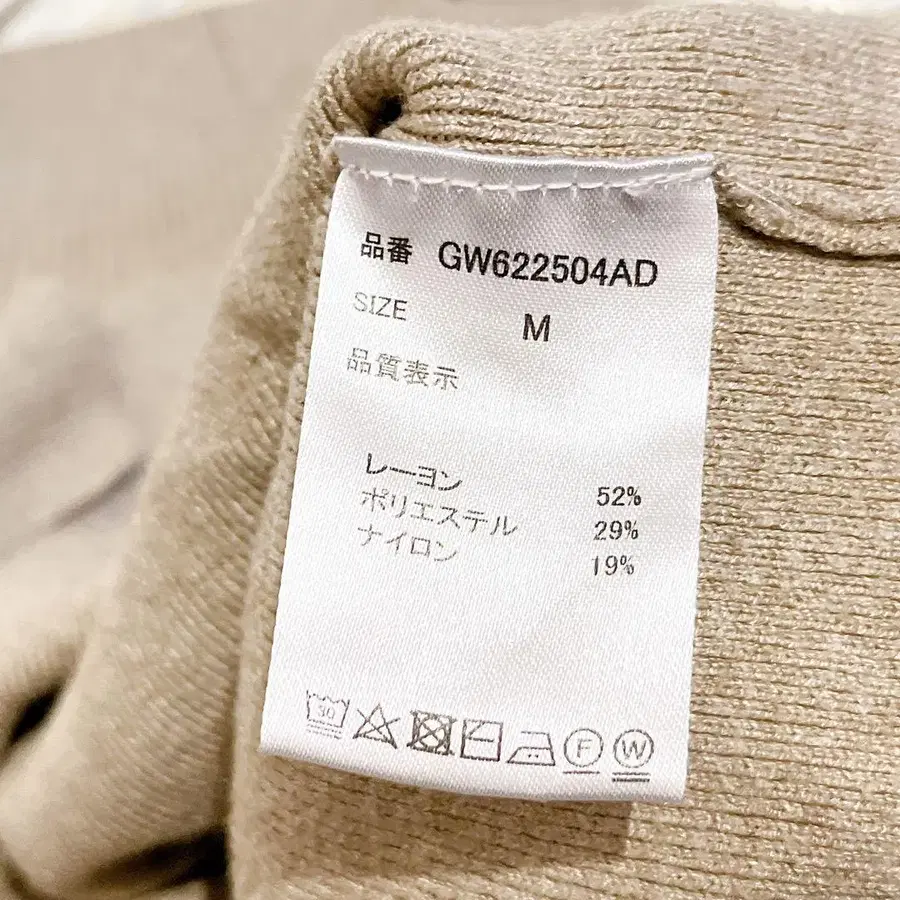 品番 GW622504AD
SIZE M
品質表示
レーヨン 52%
ポリエステル 29%
ナイロン 19%
30 F W